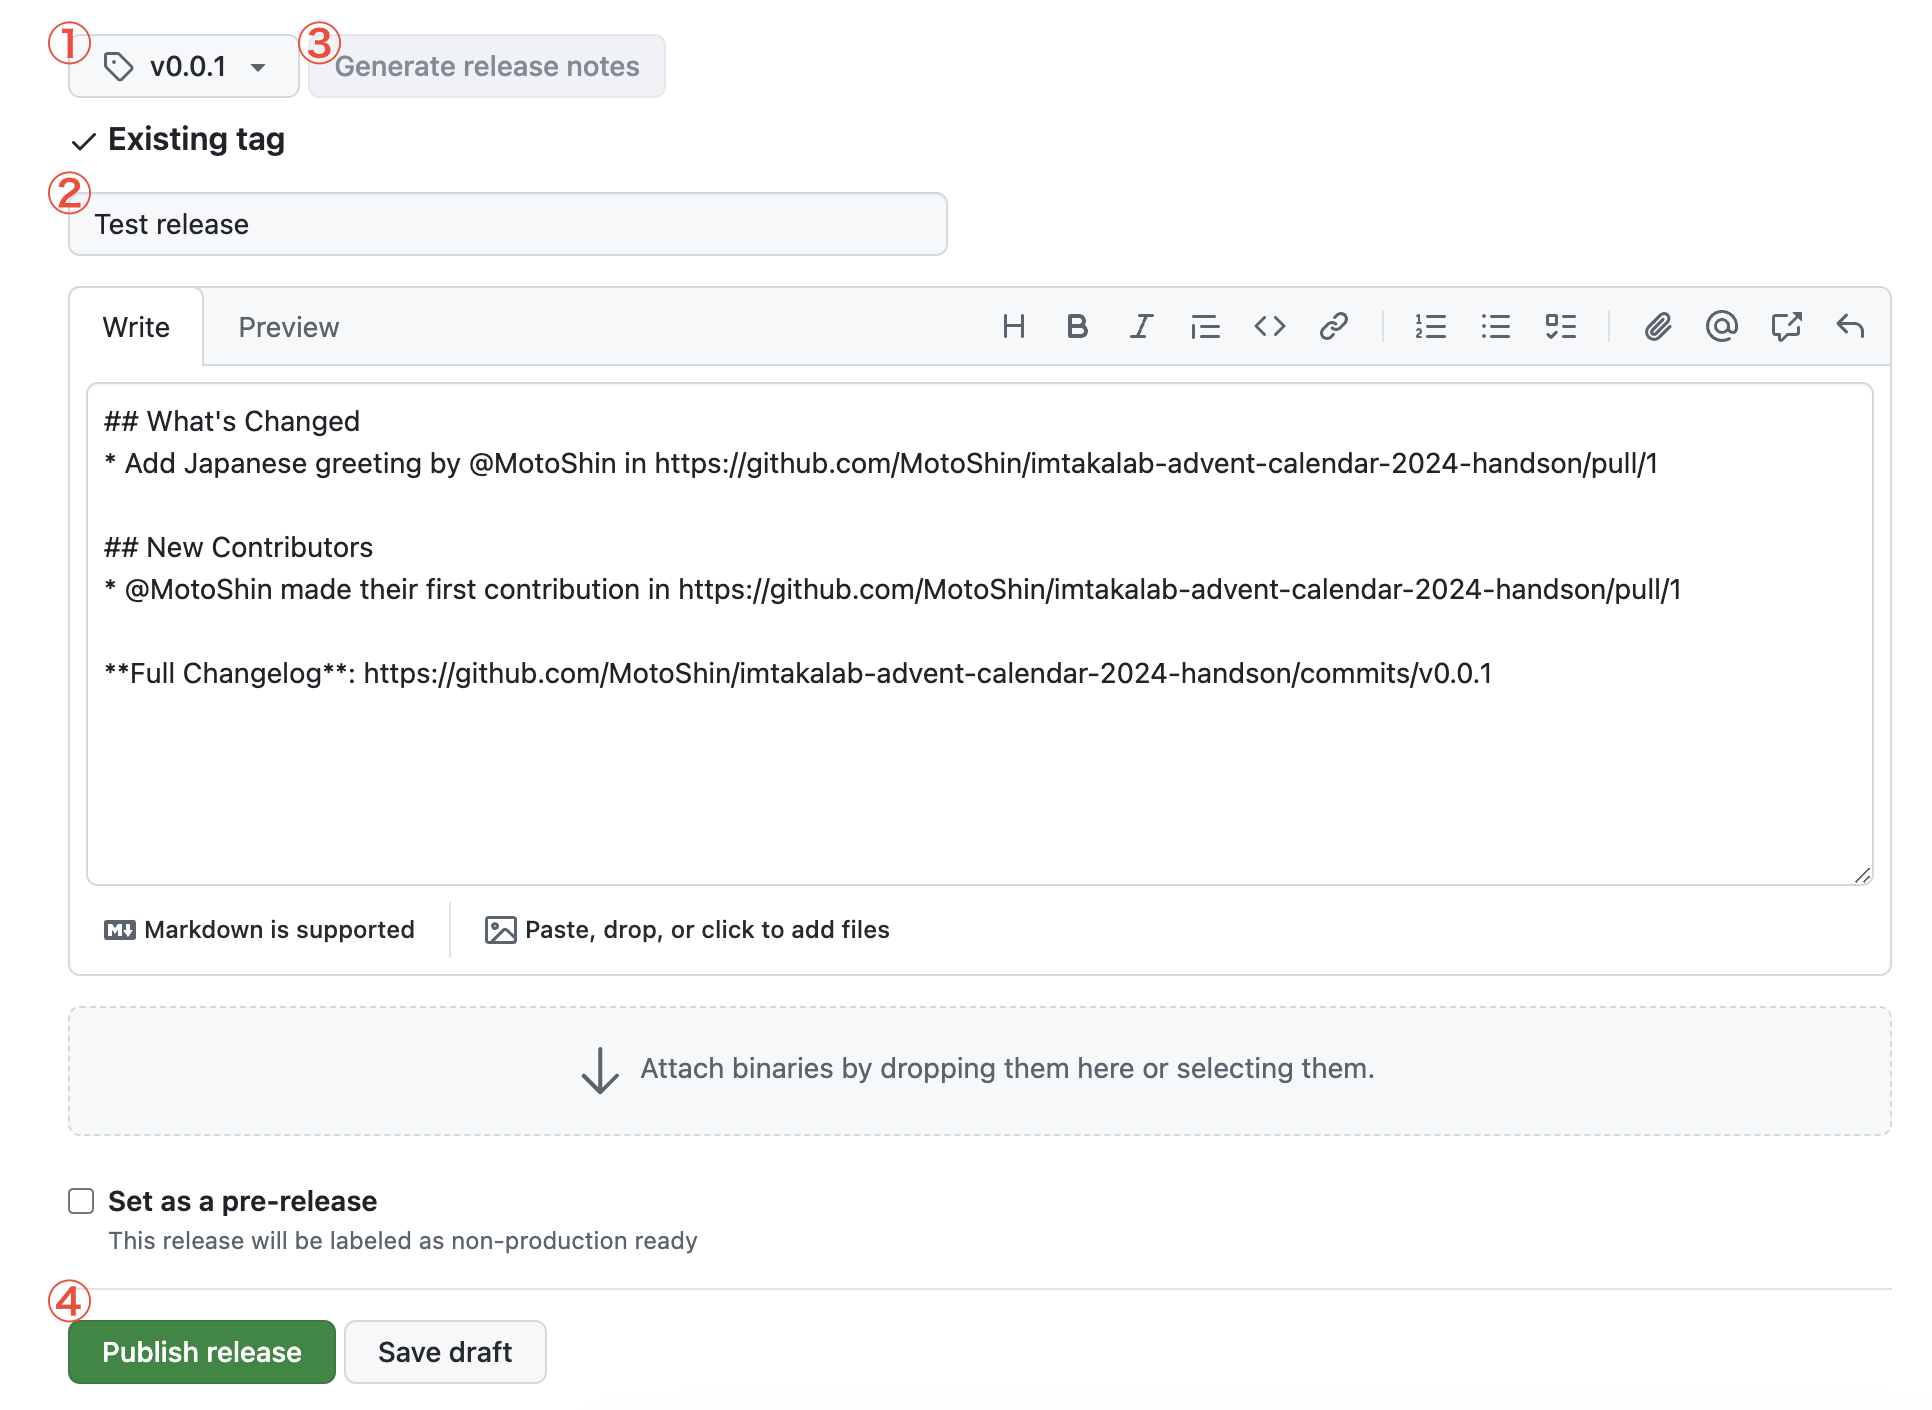 ① v0.0.1 ③ Generate release notes
Existing tag
②
Test release
Write Preview
## What's Changed
* Add Japanese greeting by @MotoShin in https://github.com/MotoShin/imtakalab-advent-calendar-2024-handson/pull/1
## New Contributors
* @MotoShin made their first contribution in https://github.com/MotoShin/imtakalab-advent-calendar-2024-handson/pull/1
**Full Changelog**: https://github.com/MotoShin/imtakalab-advent-calendar-2024-handson/commits/v0.0.1
Markdown is supported Paste, drop, or click to add files
Attach binaries by dropping them here or selecting them.
Set as a pre-release
This release will be labeled as non-production ready
④
Publish release Save draft